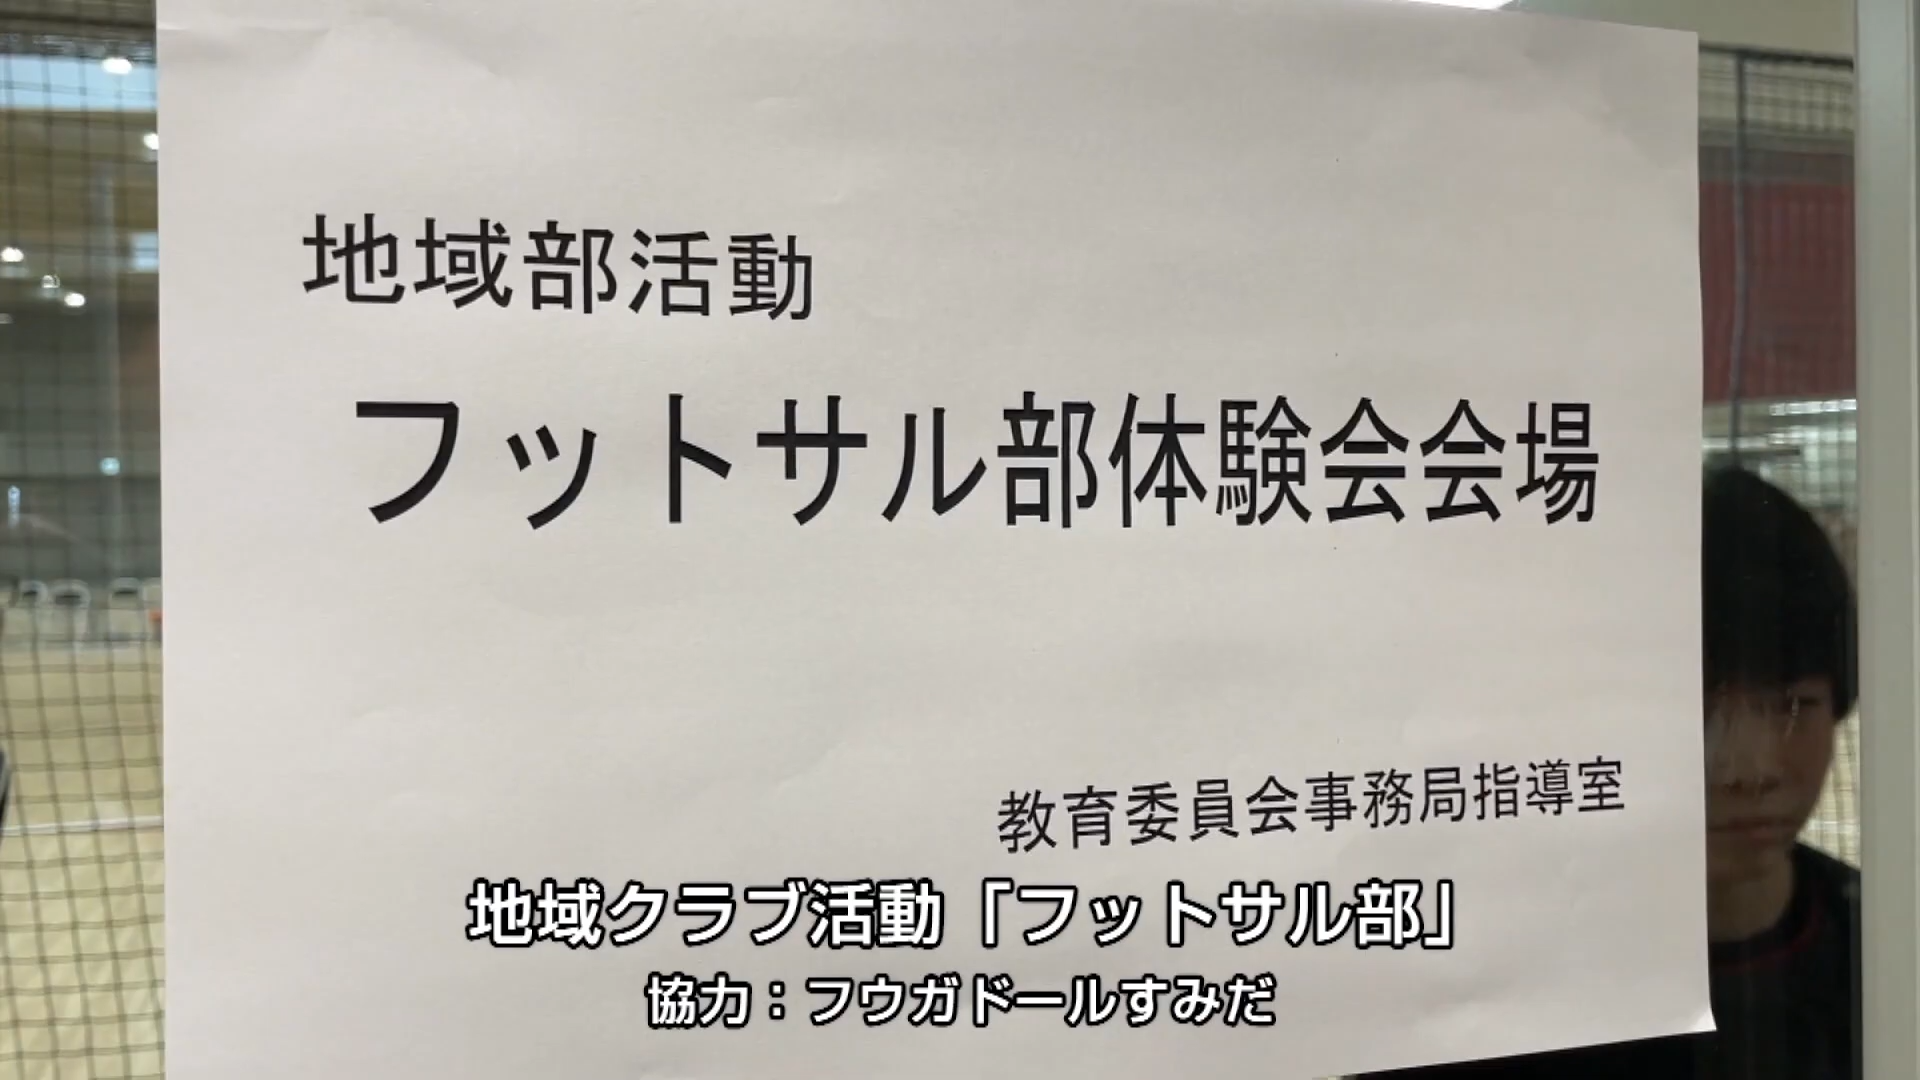 地域部活動
フットサル部体験会会場
教育委員会事務局指導室
地域クラブ活動「フットサル部」
協力：フウガドールすみだ